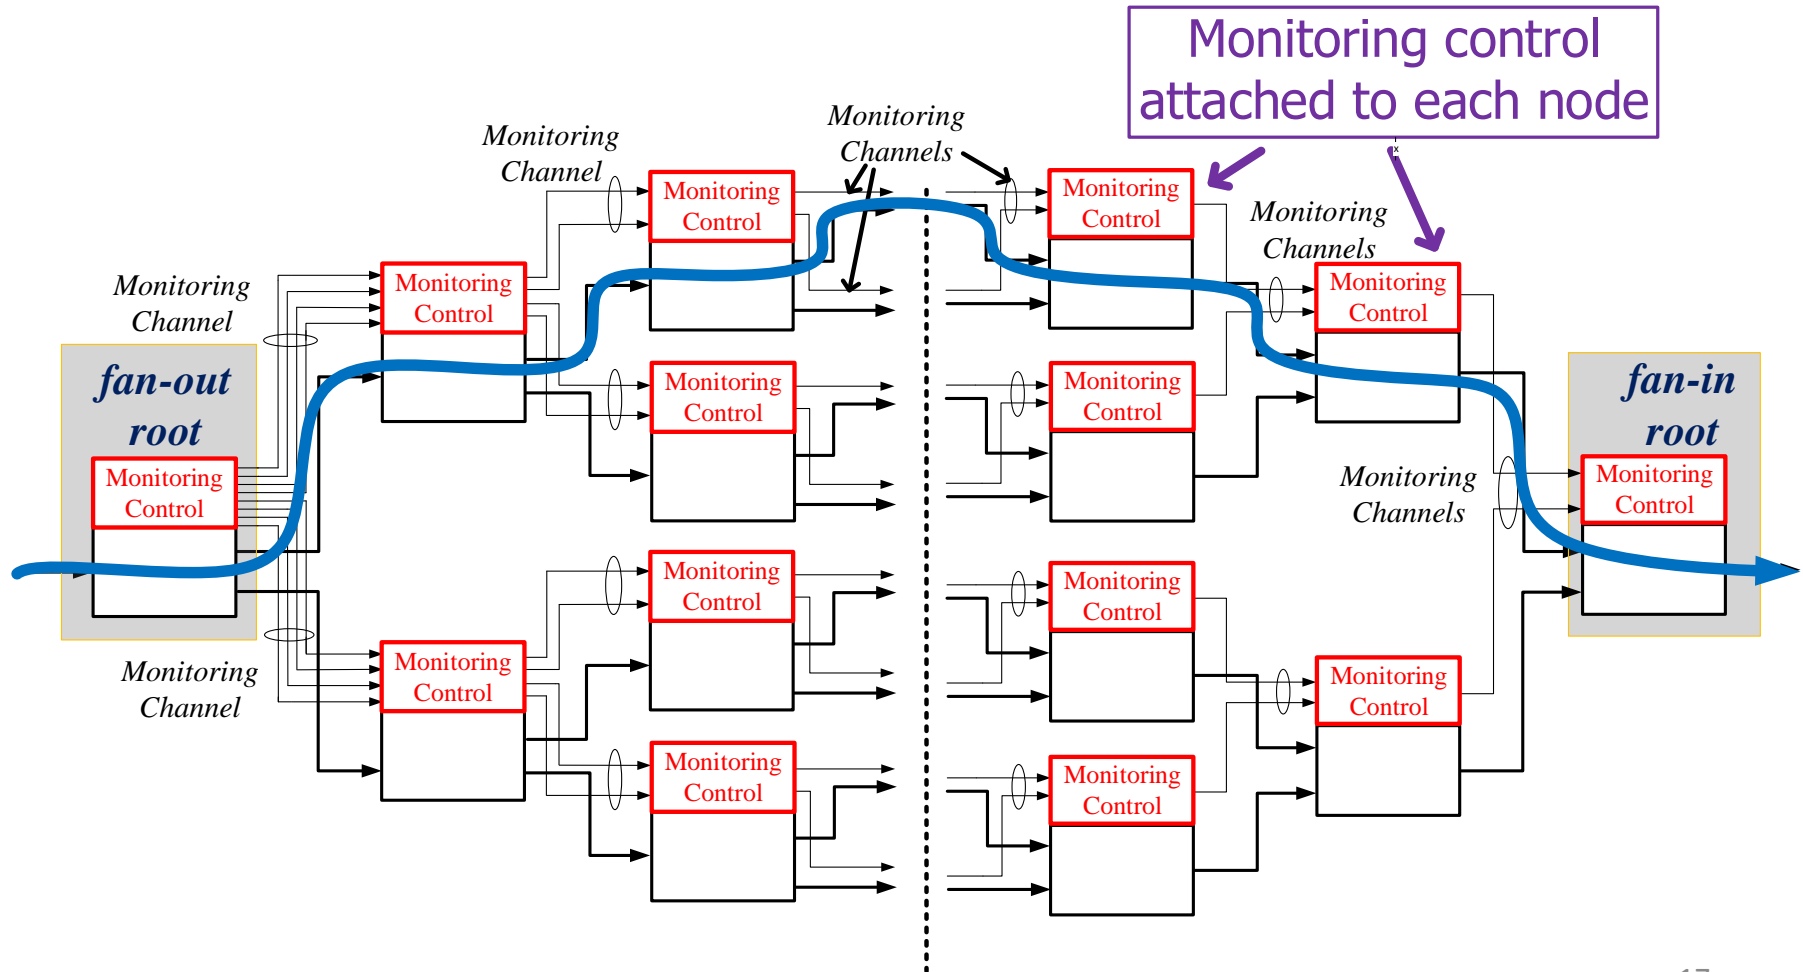 Monitoring control
attached to each node
Monitoring
Channels
Monitoring
Channel
Monitoring
Control
Monitoring
Control
Monitoring
Channels
Monitoring
Channel
Monitoring
Control
Monitoring
Control
fan-out
root
Monitoring
Control
Monitoring
Control
fan-in
root
Monitoring
Control
Monitoring
Channels
Monitoring
Control
Monitoring
Control
Monitoring
Control
Monitoring
Channel
Monitoring
Control
Monitoring
Control
Monitoring
Control
Monitoring
Control